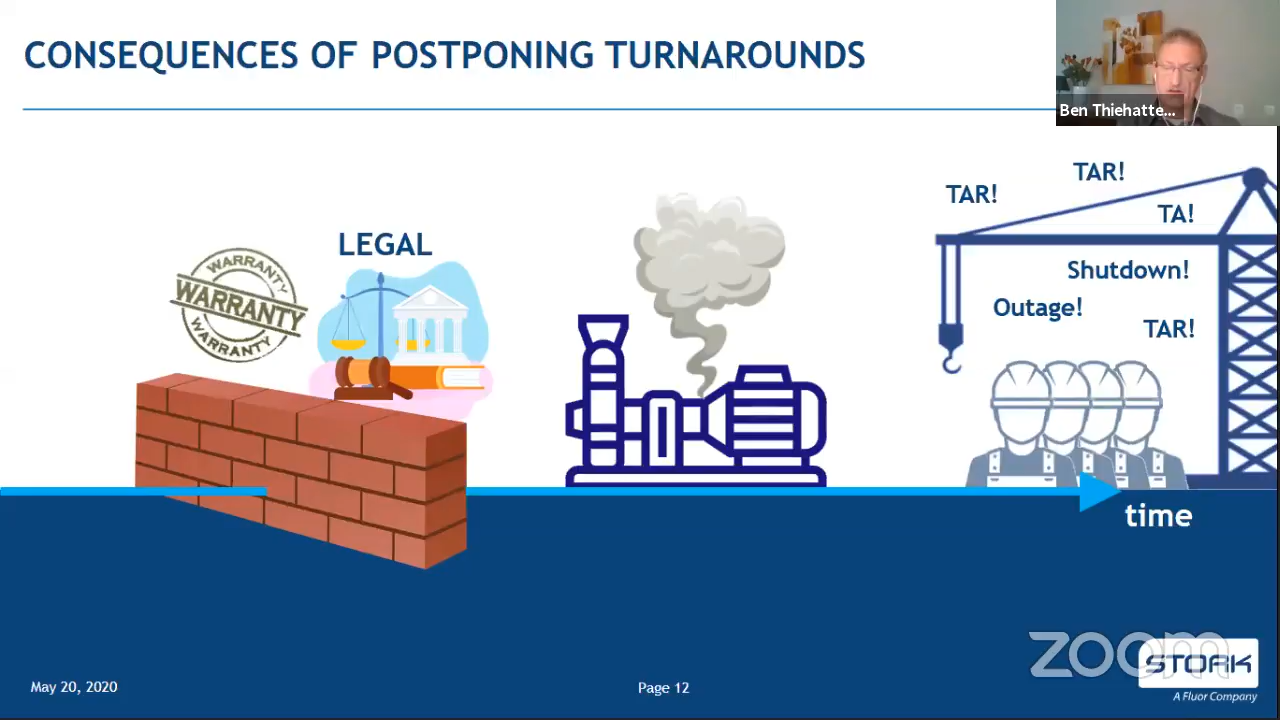 CONSEQUENCES OF POSTPONING TURNAROUNDS
Ben Thiehatte...
TAR!
TAR!
TA!
LEGAL
WARRANTY
WARRANTY
WARRANTY
Shutdown!
Outage!
TAR!
time
zoom
STORK
A Fluor Company
May 20, 2020
Page 12